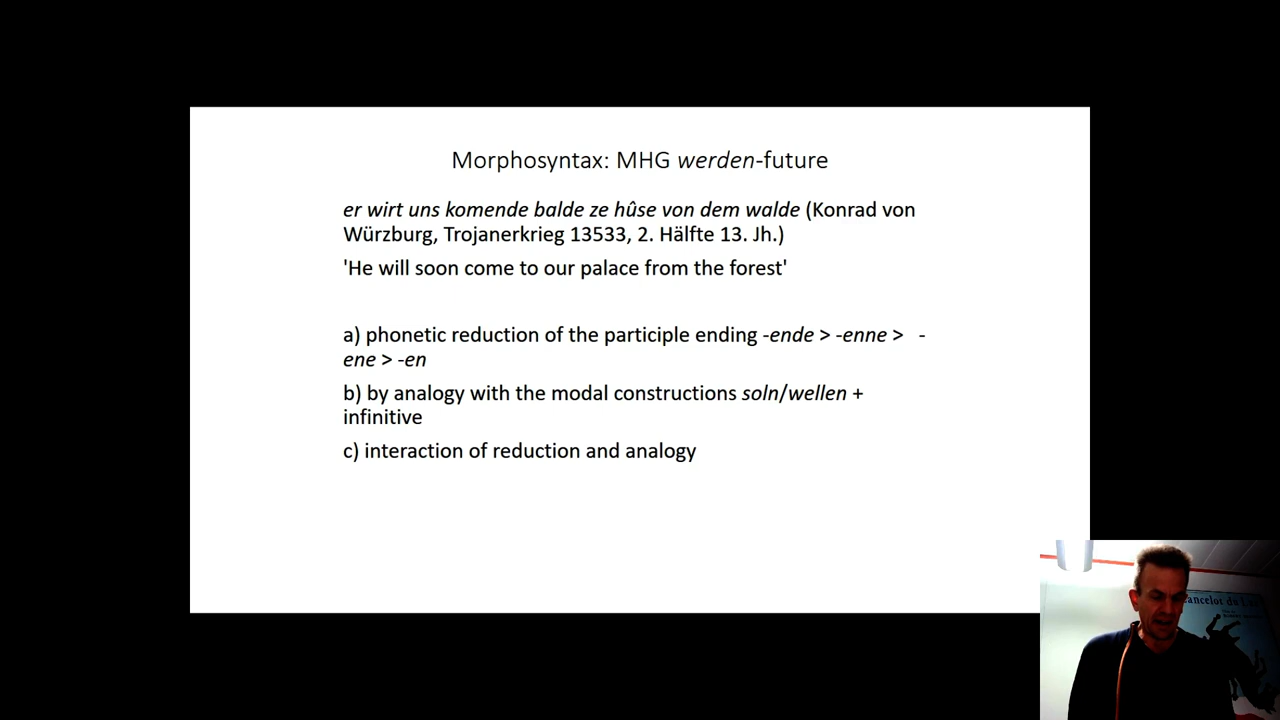 Morphosyntax: MHG werden-future
er wirt uns komende balde ze hûse von dem walde (Konrad von
Würzburg, Trojanerkrieg 13533, 2. Hälfte 13. Jh.)
'He will soon come to our palace from the forest'
a) phonetic reduction of the participle ending -ende > -enne > -
ene > -en
b) by analogy with the modal constructions soln/wellen +
infinitive
c) interaction of reduction and analogy